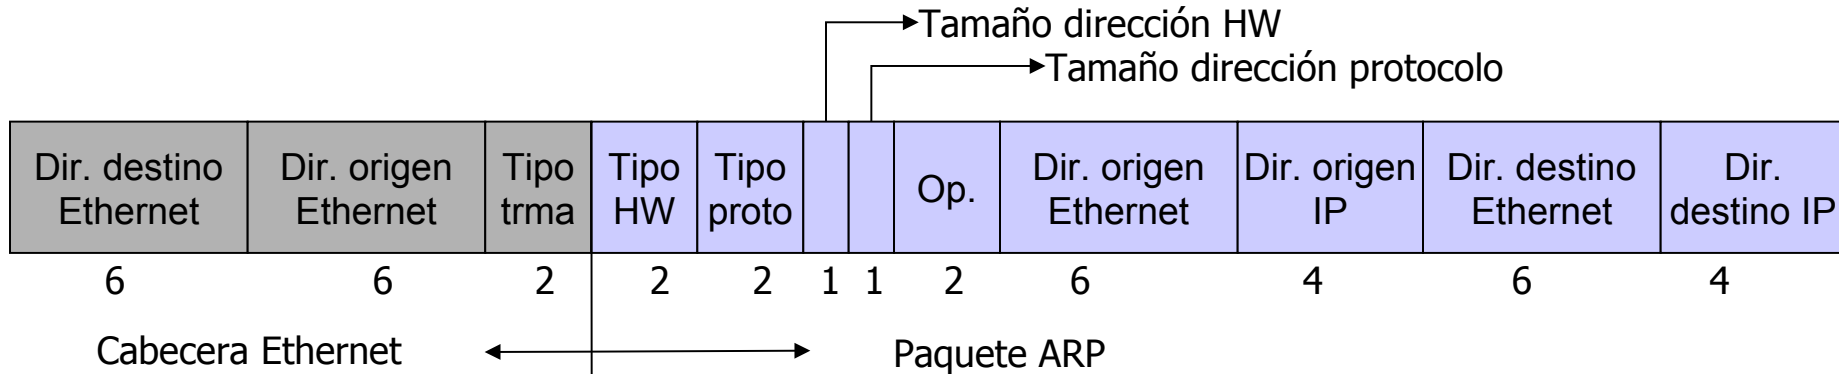 Tamaño dirección HW
Tamaño dirección protocolo
Dir. destino Ethernet
Dir. origen Ethernet
Tipo trma
Tipo HW
Tipo proto
Op.
Dir. origen Ethernet
Dir. origen IP
Dir. destino Ethernet
Dir. destino IP
6 6 2 2 2 1 1 2 6 4 6 4
Cabecera Ethernet
Paquete ARP